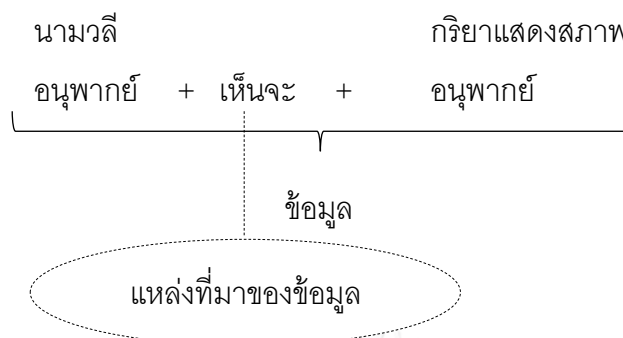 นามวลี กริยาแสดงสภาพ
อนุพากย์ + เห็นจะ + อนุพากย์
ข้อมูล
แหล่งที่มาของข้อมูล